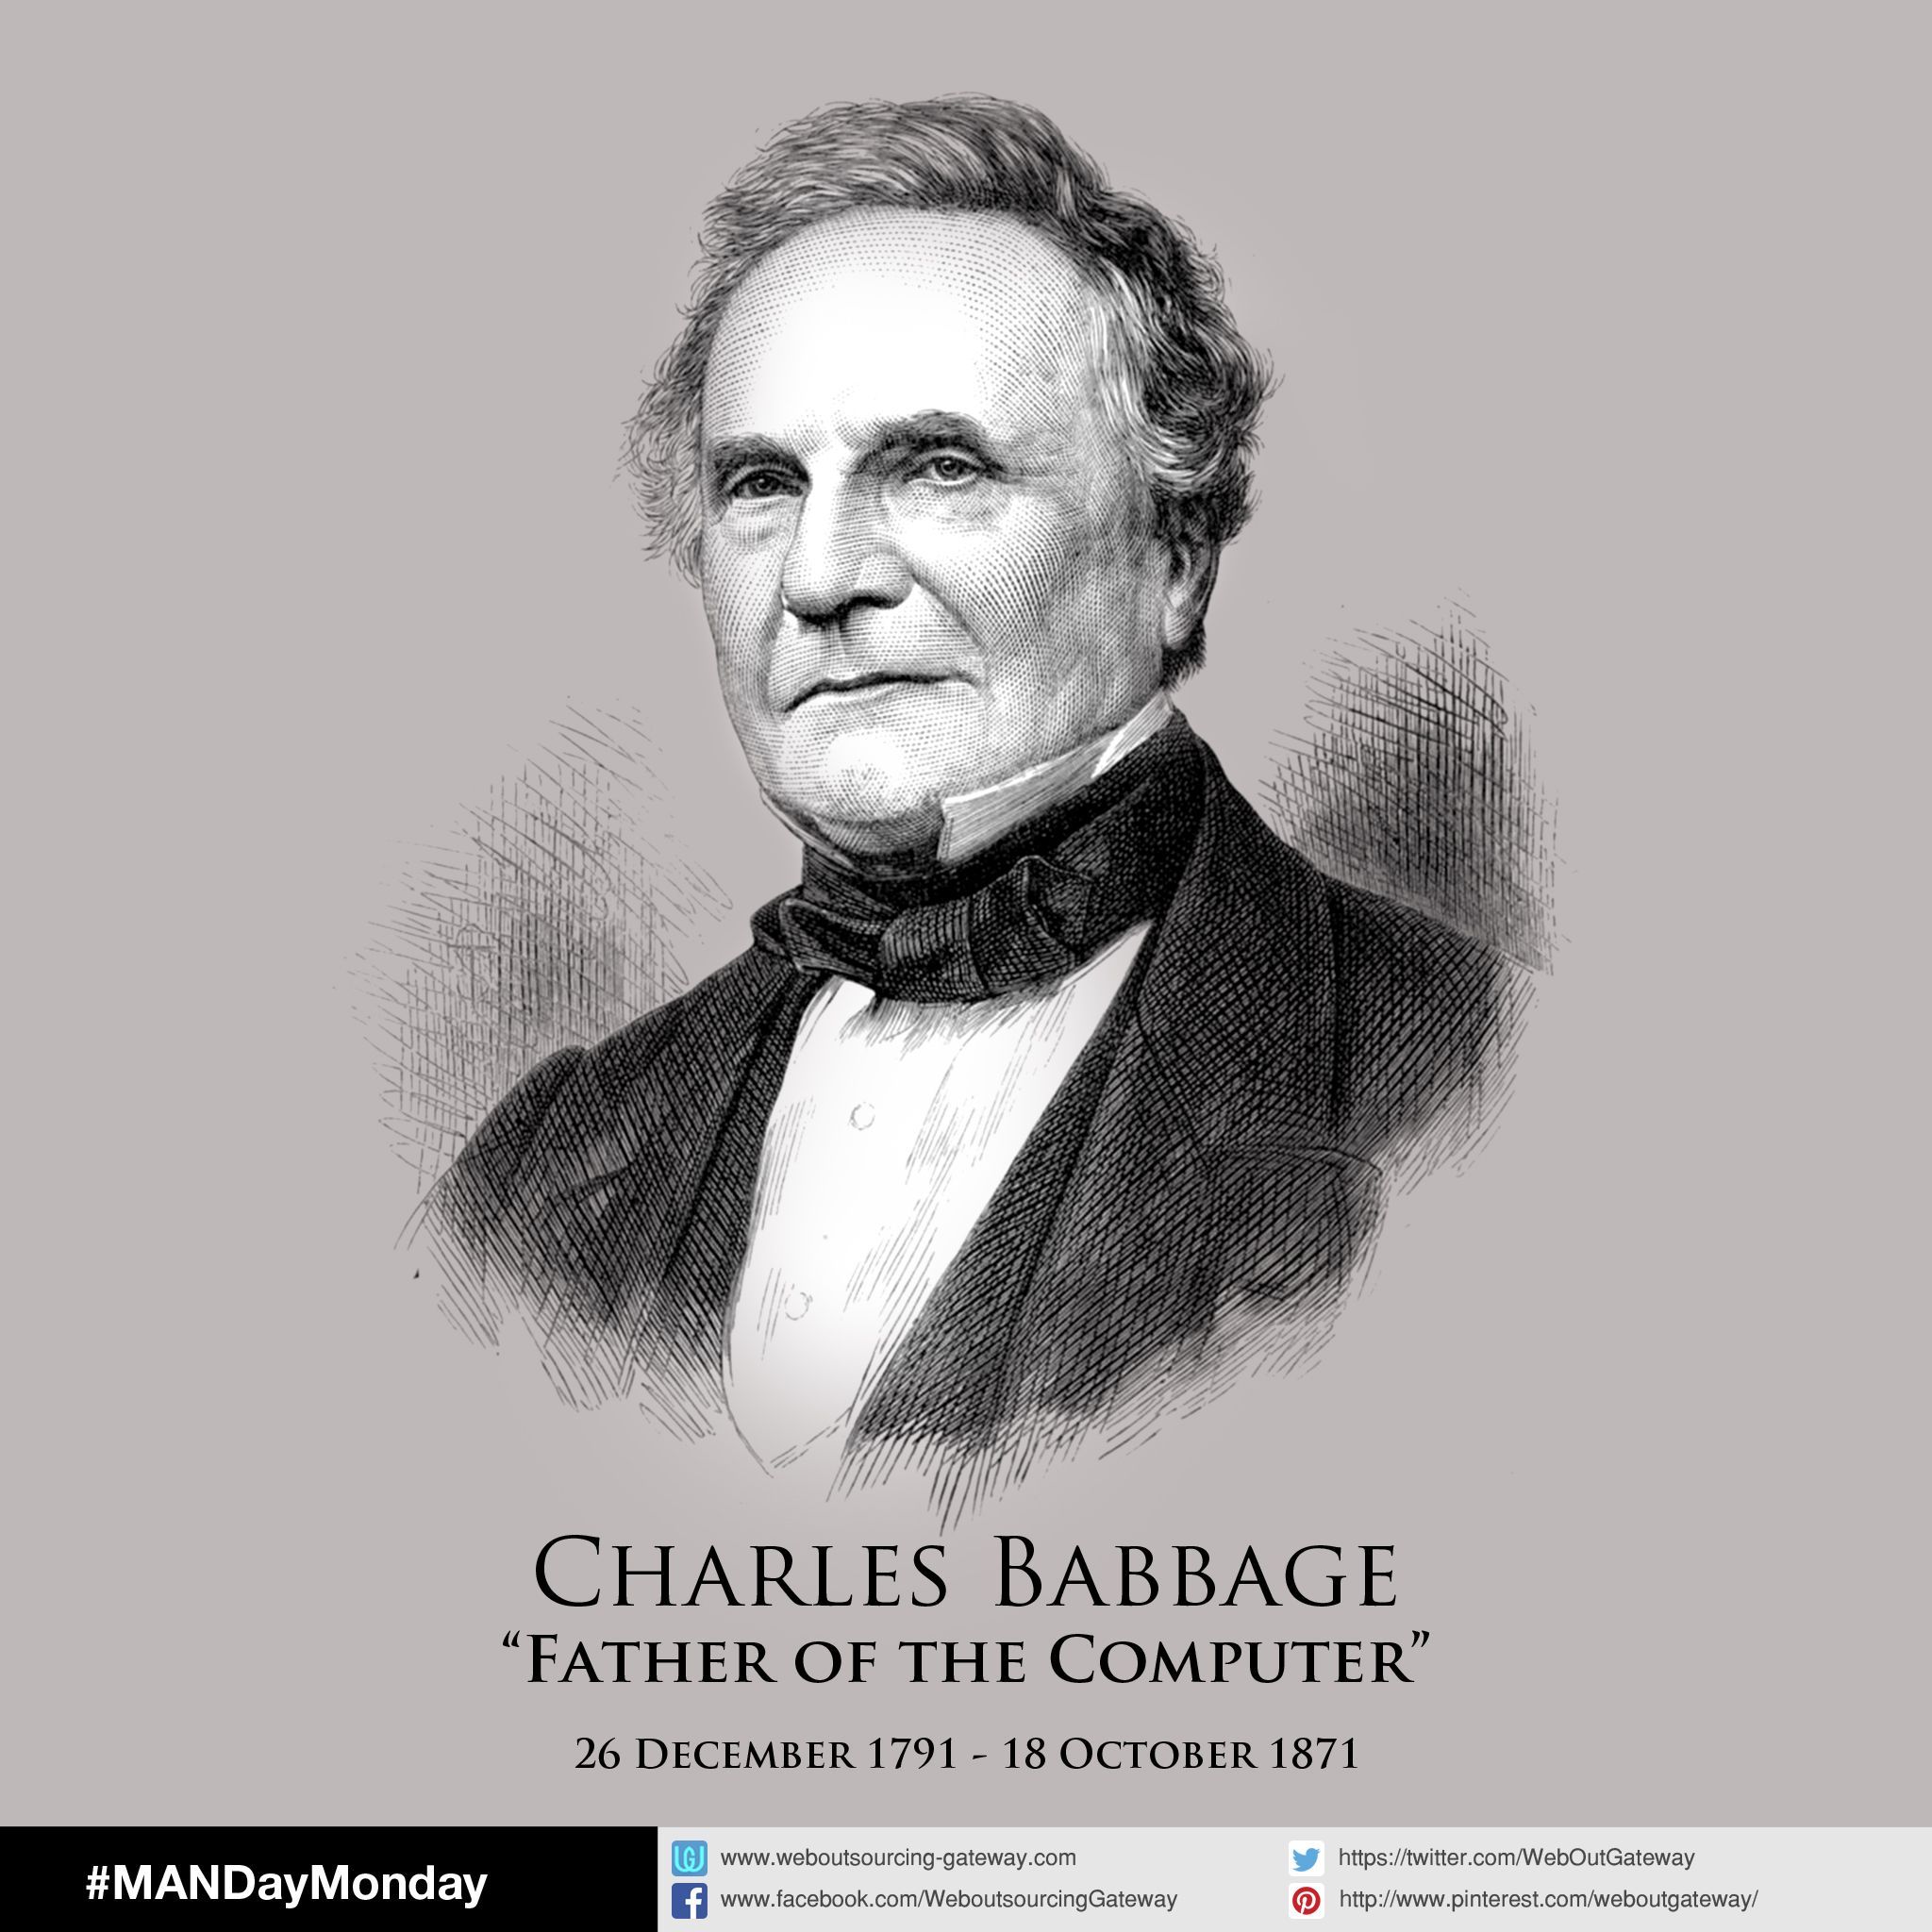 Charles Babbage
“Father of the Computer”
26 December 1791 - 18 October 1871
#MANDayMonday
www.weboutsourcing-gateway.com
www.facebook.com/WeboutsourcingGateway
https://twitter.com/WebOutGateway
http://www.pinterest.com/weboutgateway/